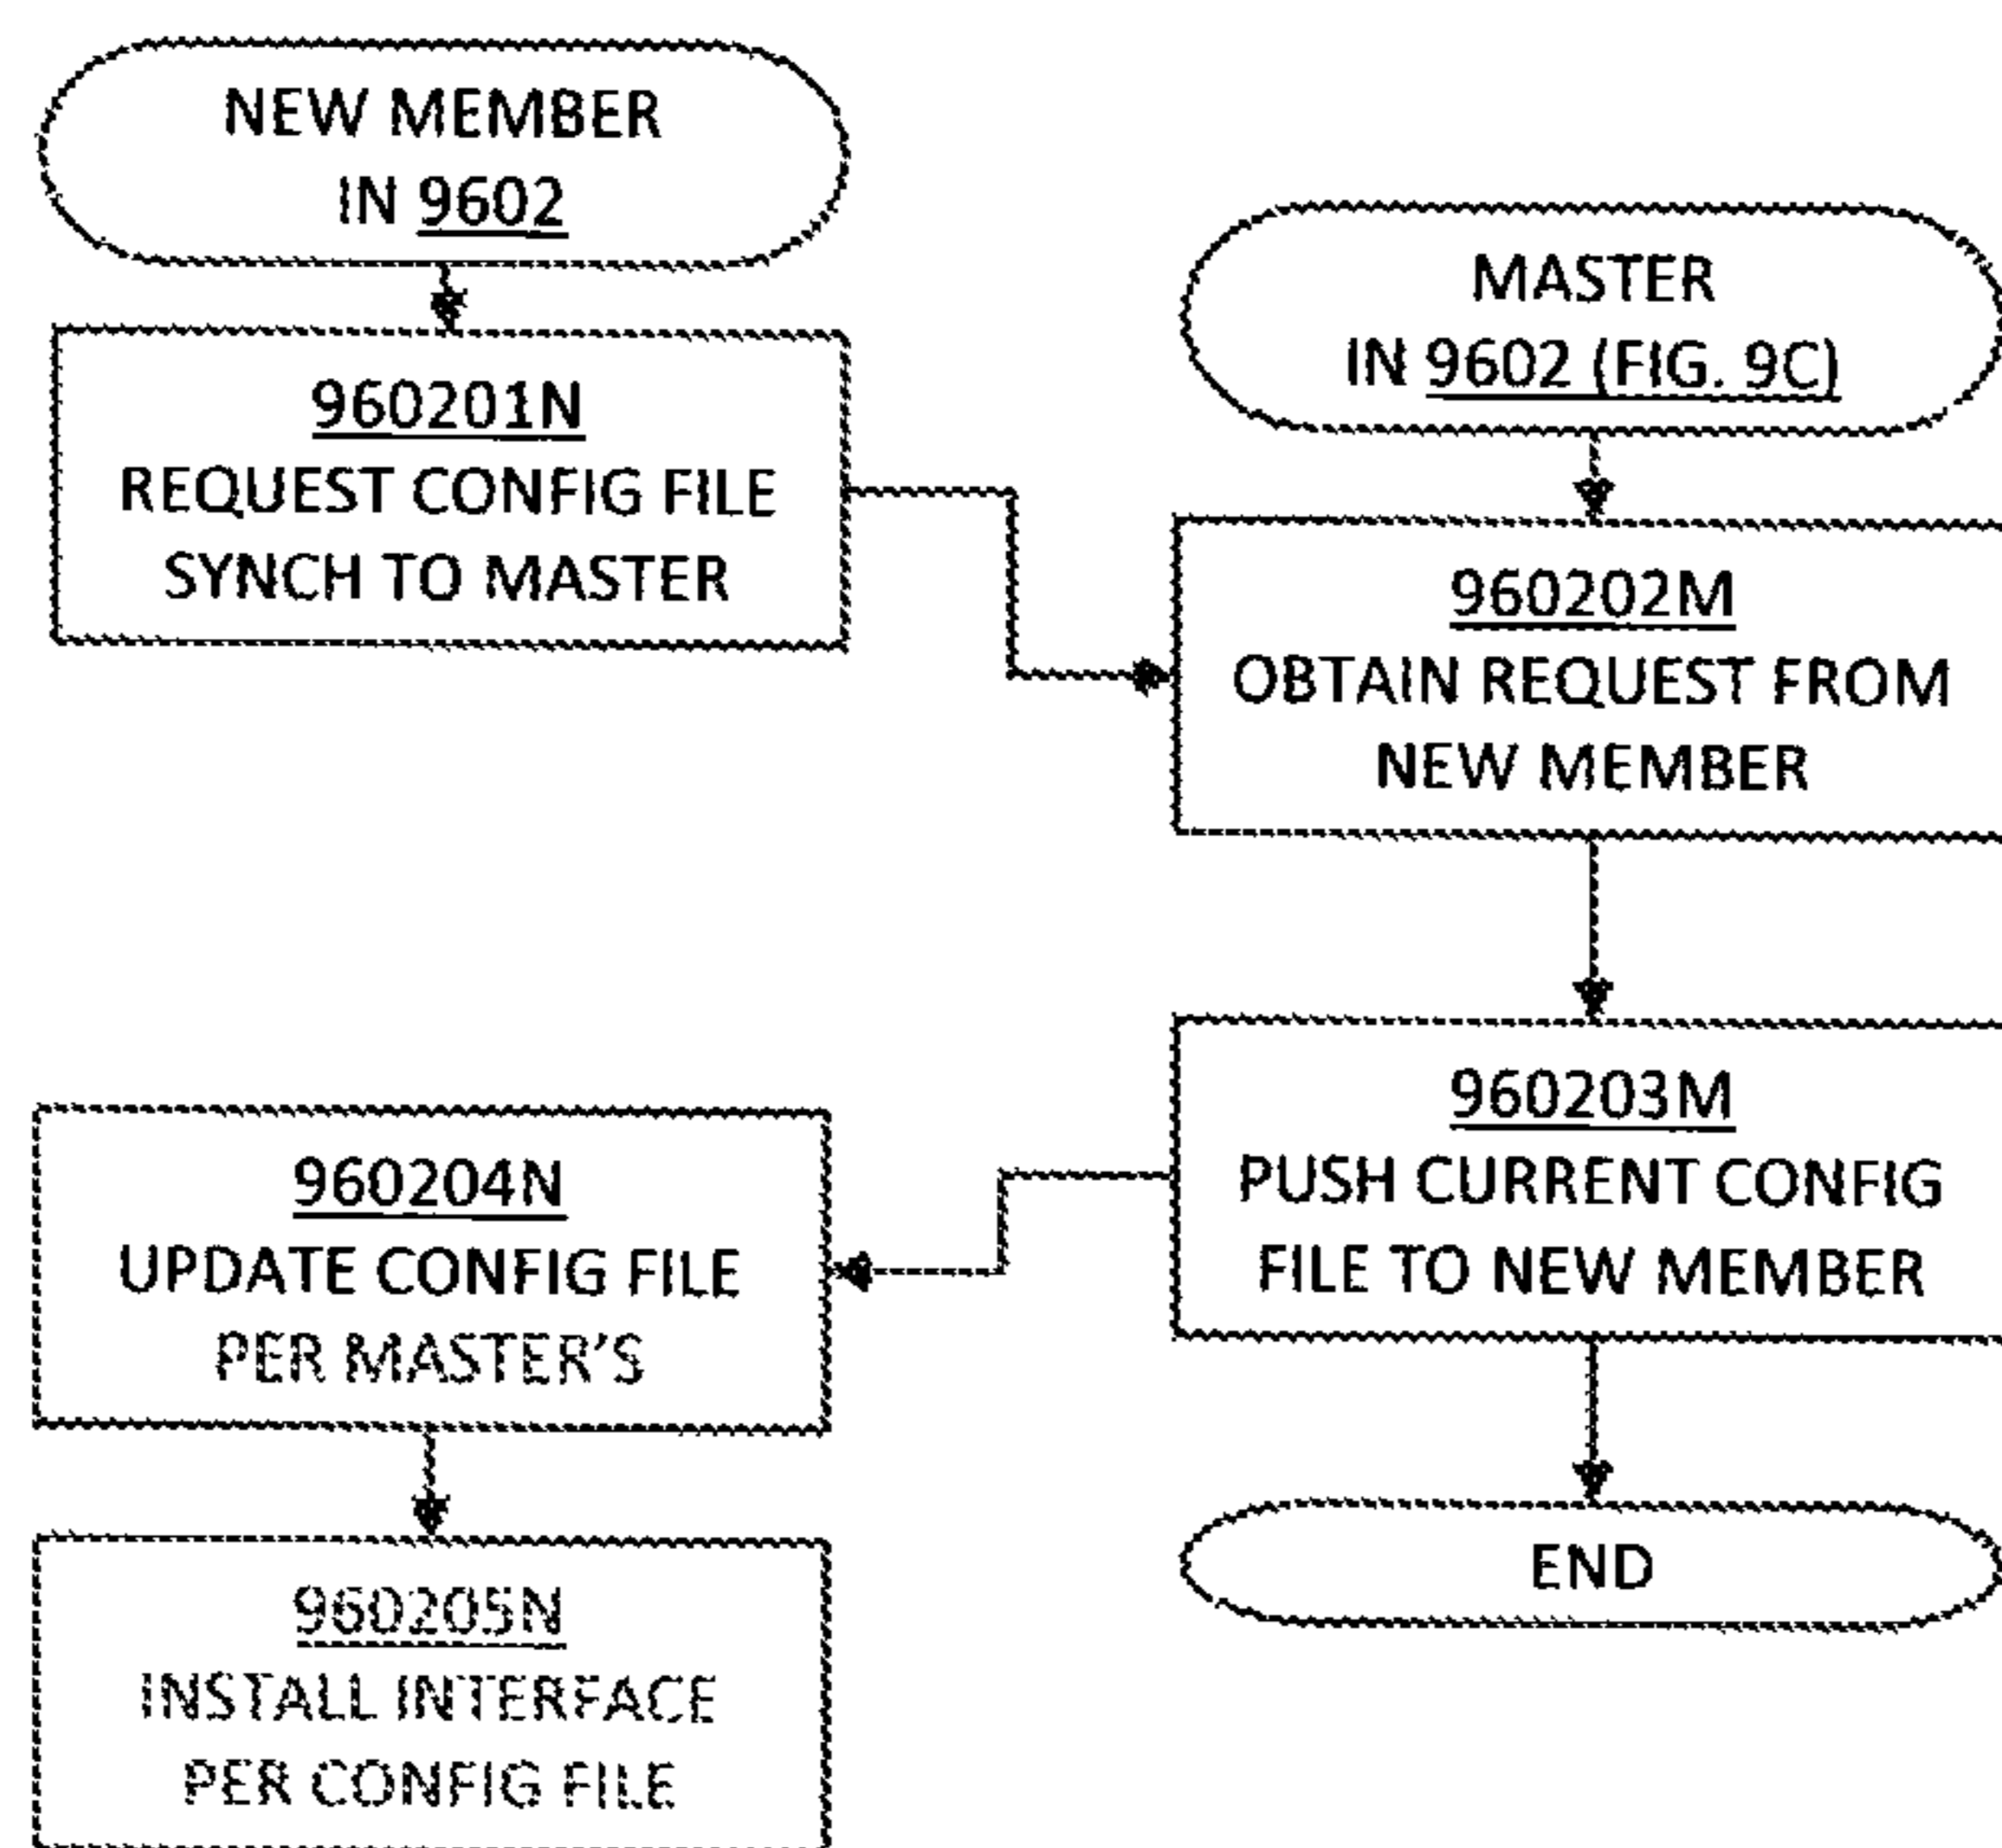 NEW MEMBER
IN 9602
960201N
REQUEST CONFIG FILE
SYNCH TO MASTER
MASTER
IN 9602 (FIG. 9C)
960202M
OBTAIN REQUEST FROM
NEW MEMBER
960203M
PUSH CURRENT CONFIG
FILE TO NEW MEMBER
960204N
UPDATE CONFIG FILE
PER MASTER'S
960205N
INSTALL INTERFACE
PER CONFIG FILE
END